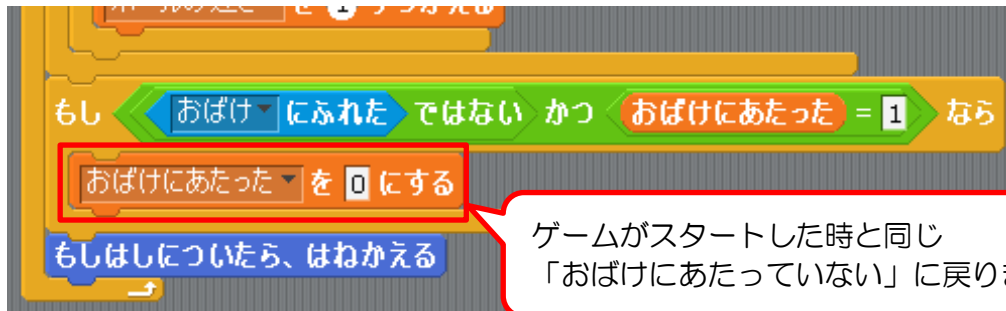 もし おばけ にふれた ではない かつ おばけにあたった = 1 なら
おばけにあたった を 0 にする
もしはしについたら、はねかえる
ゲームがスタートした時と同じ
「おばけにあたっていない」に戻り